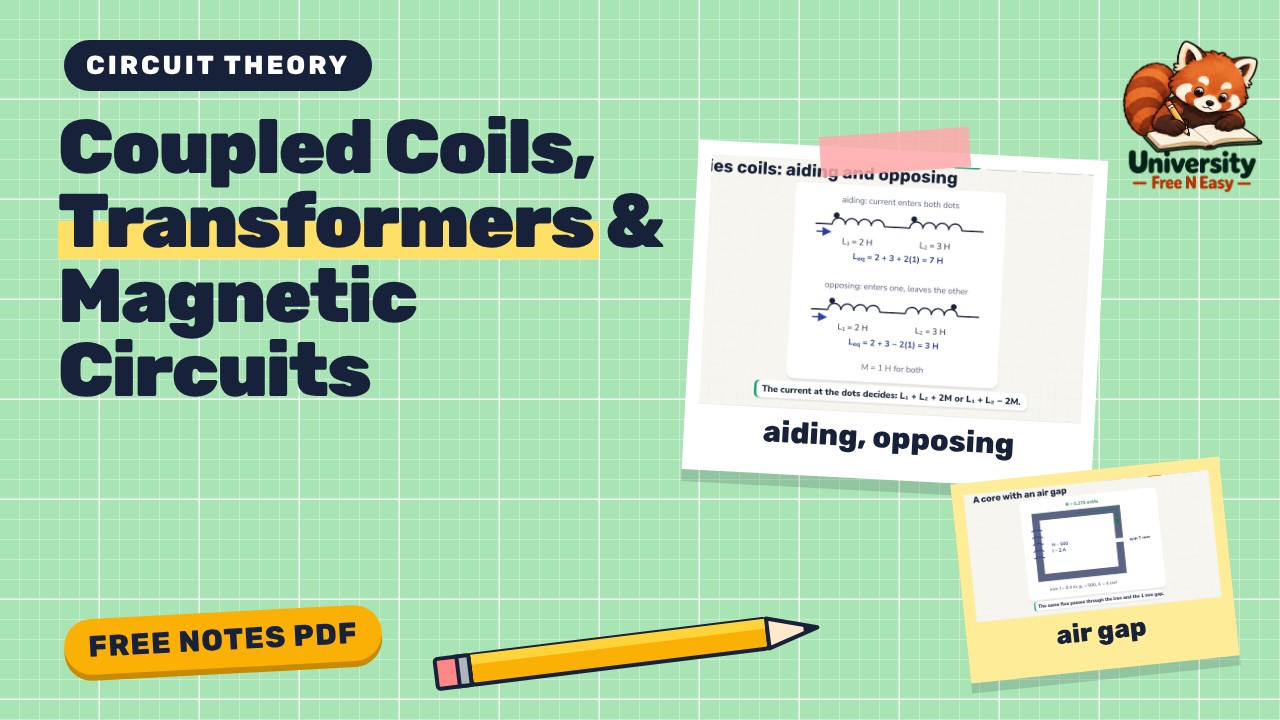 CIRCUIT THEORY
Coupled Coils,
Transformers &
Magnetic
Circuits
FREE NOTES PDF
University
Free N Easy
ies coils: aiding and opposing
aiding: current enters both dots
L₁ = 2 H L₂ = 3 H
Lₑq = 2 + 3 + 2(1) = 7 H
opposing: enters one, leaves the other
L₁ = 2 H L₂ = 3 H
Lₑq = 2 + 3 − 2(1) = 3 H
M = 1 H for both
The current at the dots decides: L₁ + L₂ + 2M or L₁ + L₂ − 2M.
aiding, opposing
A core with an air gap
N = 500
I = 2 A
The same flux passes through the iron and the 1 mm gap.
air gap